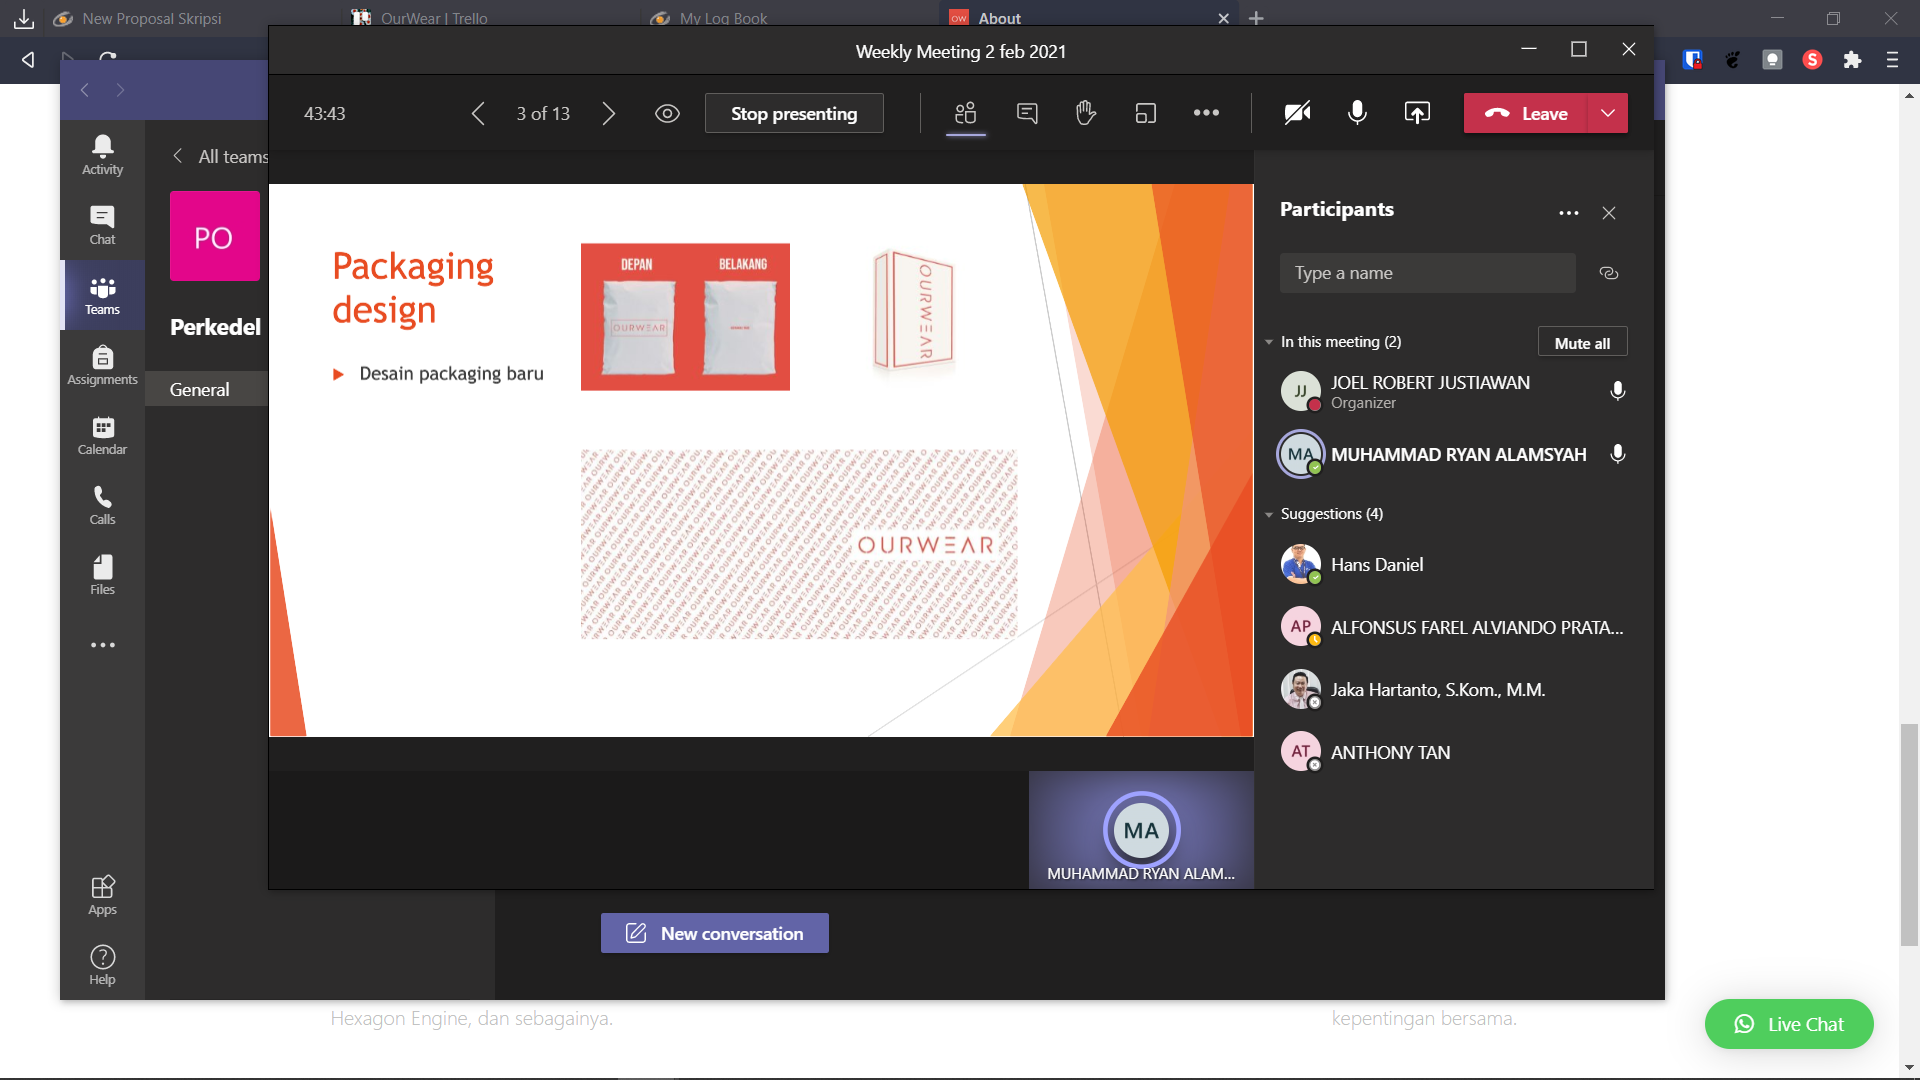 New Proposal Skripsi
OurWear | Trello
My Log Book
OW About
Weekly Meeting 2 feb 2021
43:43
3 of 13
Stop presenting
Leave
Activity
Chat
Teams
Assignments
Calendar
Calls
Files
Apps
Help
All teams
PO
Perkedel
General
Packaging
design
Desain packaging baru
DEPAN
BELAKANG
OURWEAR
OURWEAR
OURWEAR
Participants
Type a name
In this meeting (2)
Mute all
JJ
JOEL ROBERT JUSTIAWAN
Organizer
MA
MUHAMMAD RYAN ALAMSYAH
Suggestions (4)
Hans Daniel
AP
ALFONSUS FAREL ALVIANDO PRATA...
Jaka Hartanto, S.Kom., M.M.
AT
ANTHONY TAN
MA
MUHAMMAD RYAN ALAM...
New conversation
Hexagon Engine, dan sebagainya.
kepentingan bersama.
Live Chat